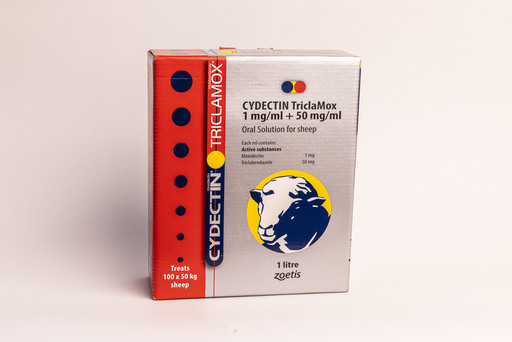 CYDECTIN TRICLAMOX
Treats
100 x 50 kg
sheep
CYDECTIN TriclaMox
1 mg/ml + 50 mg/ml
Oral Solution for sheep
Each ml contains:
Active substances
Moxidectin 1 mg
Triclabendazole 50 mg
1 litre
zoetis